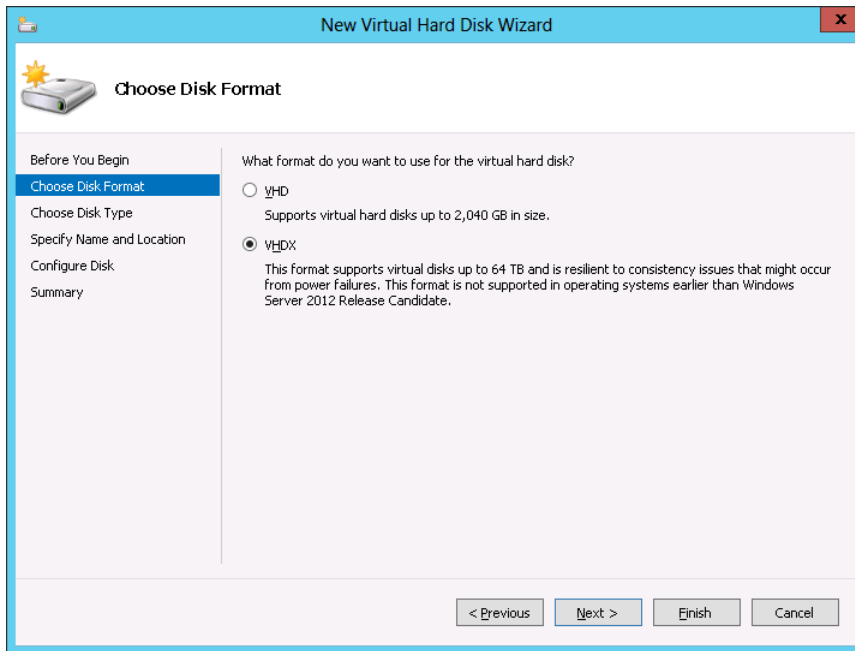 New Virtual Hard Disk Wizard
x
Choose Disk Format
Before You Begin
Choose Disk Format
Choose Disk Type
Specify Name and Location
Configure Disk
Summary
What format do you want to use for the virtual hard disk?
VHD
Supports virtual hard disks up to 2,040 GB in size.
VHDX
This format supports virtual disks up to 64 TB and is resilient to consistency issues that might occur
from power failures. This format is not supported in operating systems earlier than Windows
Server 2012 Release Candidate.
< Previous
Next >
Finish
Cancel